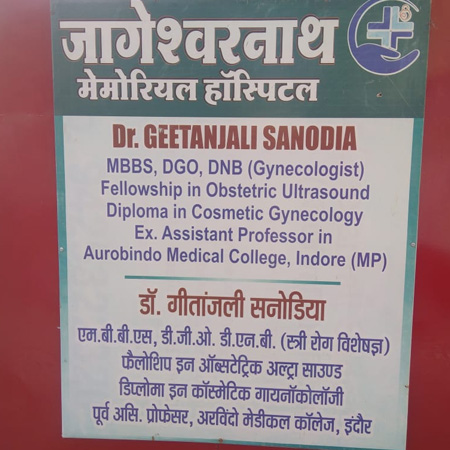 जागेश्वरनाथ
मेमोरियल हॉस्पिटल
Dr. GEETANJALI SANODIA
MBBS, DGO, DNB (Gynecologist)
Fellowship in Obstetric Ultrasound
Diploma in Cosmetic Gynecology
Ex. Assistant Professor in
Aurobindo Medical College, Indore (MP)
डॉ. गीतांजली सनोडिया
एम.बी.बी.एस, डी.जी.ओ. डी.एन.बी. (स्त्री रोग विशेषज्ञ)
फैलोशिप इन ऑब्सटेट्रिक अल्ट्रा साउण्ड
डिप्लोमा इन कॉस्मेटिक गायनॉकोलॉजी
पूर्व असि. प्रोफेसर, अरविंदो मेडीकल कॉलेज, इंदौर